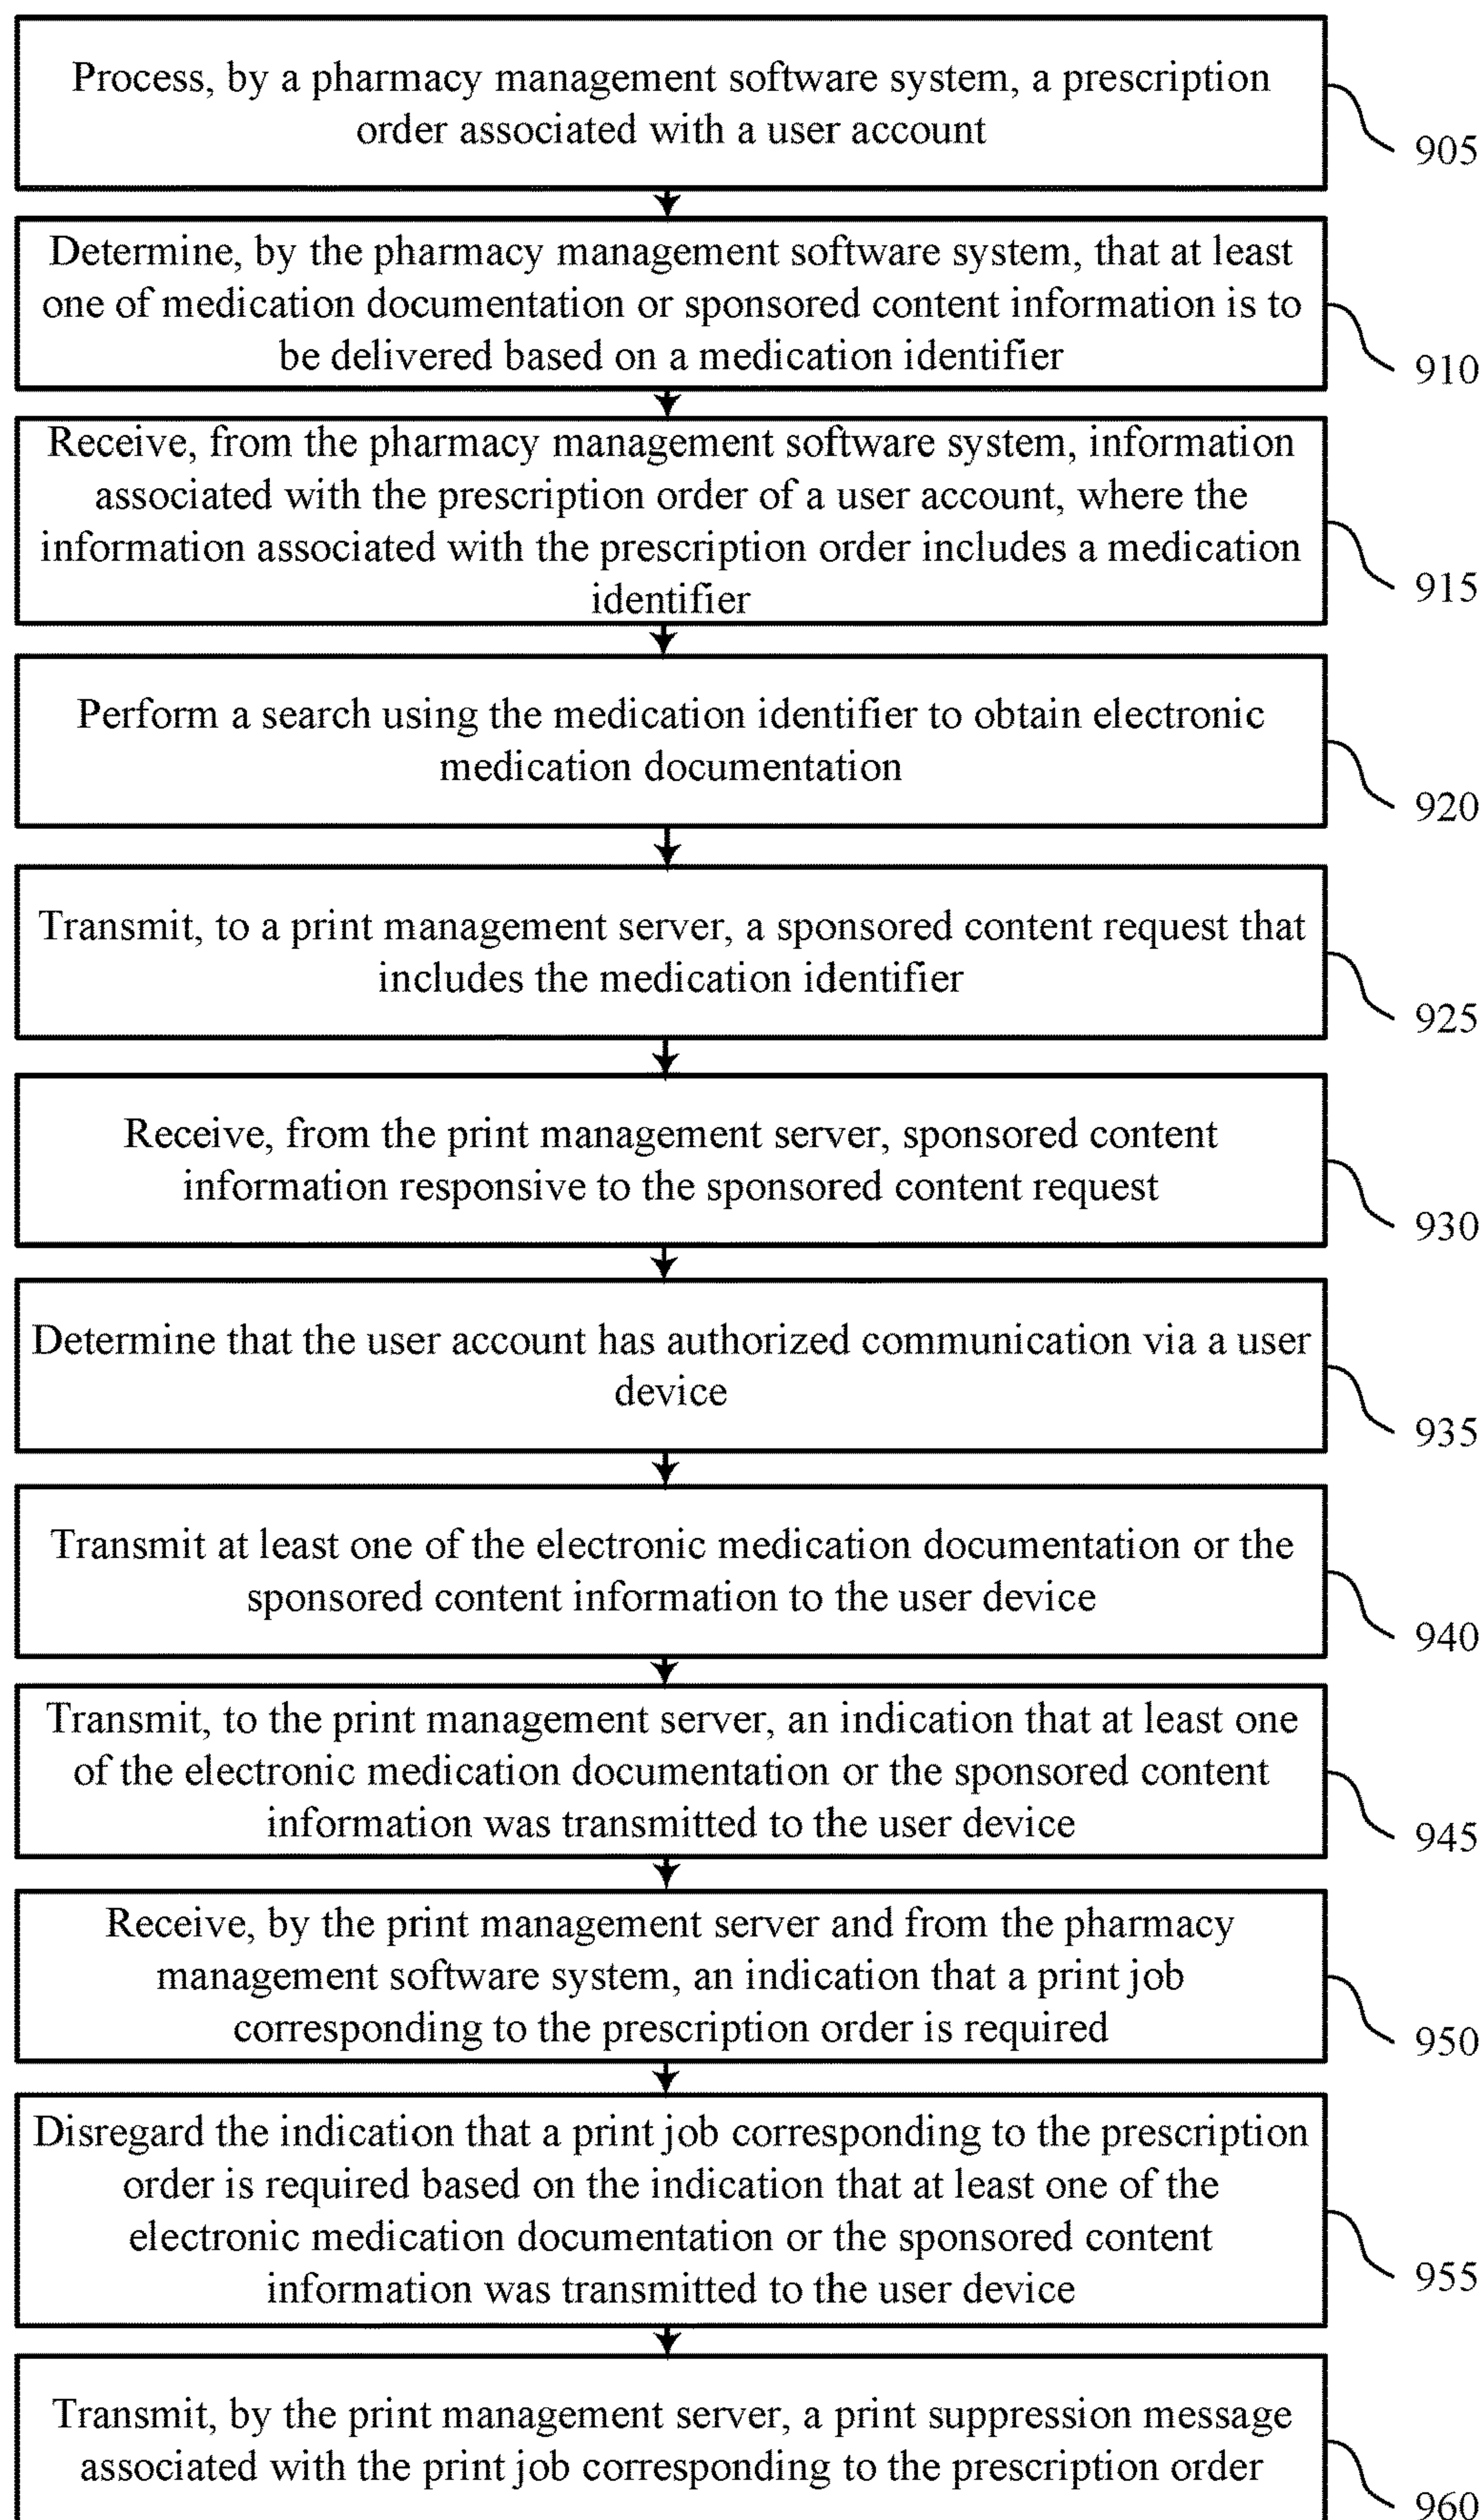 Process, by a pharmacy management software system, a prescription
order associated with a user account
905
Determine, by the pharmacy management software system, that at least
one of medication documentation or sponsored content information is to
be delivered based on a medication identifier
910
Receive, from the pharmacy management software system, information
associated with the prescription order of a user account, where the
information associated with the prescription order includes a medication
identifier
915
Perform a search using the medication identifier to obtain electronic
medication documentation
920
Transmit, to a print management server, a sponsored content request that
includes the medication identifier
925
Receive, from the print management server, sponsored content
information responsive to the sponsored content request
930
Determine that the user account has authorized communication via a user
device
935
Transmit at least one of the electronic medication documentation or the
sponsored content information to the user device
940
Transmit, to the print management server, an indication that at least one
of the electronic medication documentation or the sponsored content
information was transmitted to the user device
945
Receive, by the print management server and from the pharmacy
management software system, an indication that a print job
corresponding to the prescription order is required
950
Disregard the indication that a print job corresponding to the prescription
order is required based on the indication that at least one of the
electronic medication documentation or the sponsored content
information was transmitted to the user device
955
Transmit, by the print management server, a print suppression message
associated with the print job corresponding to the prescription order
960